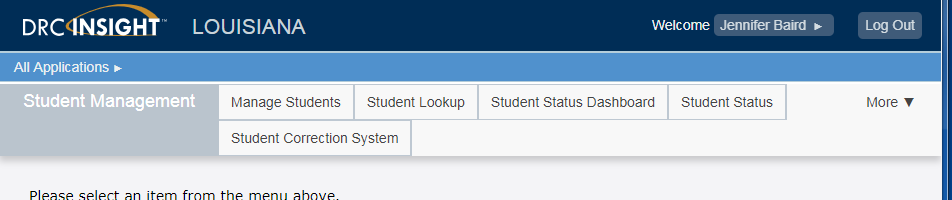 DRC INSIGHT™ LOUISIANA Welcome Jennifer Baird ► Log Out
All Applications ►
Student Management Manage Students Student Lookup Student Status Dashboard Student Status More ▼
Student Correction System
Please select an item from the menu above.